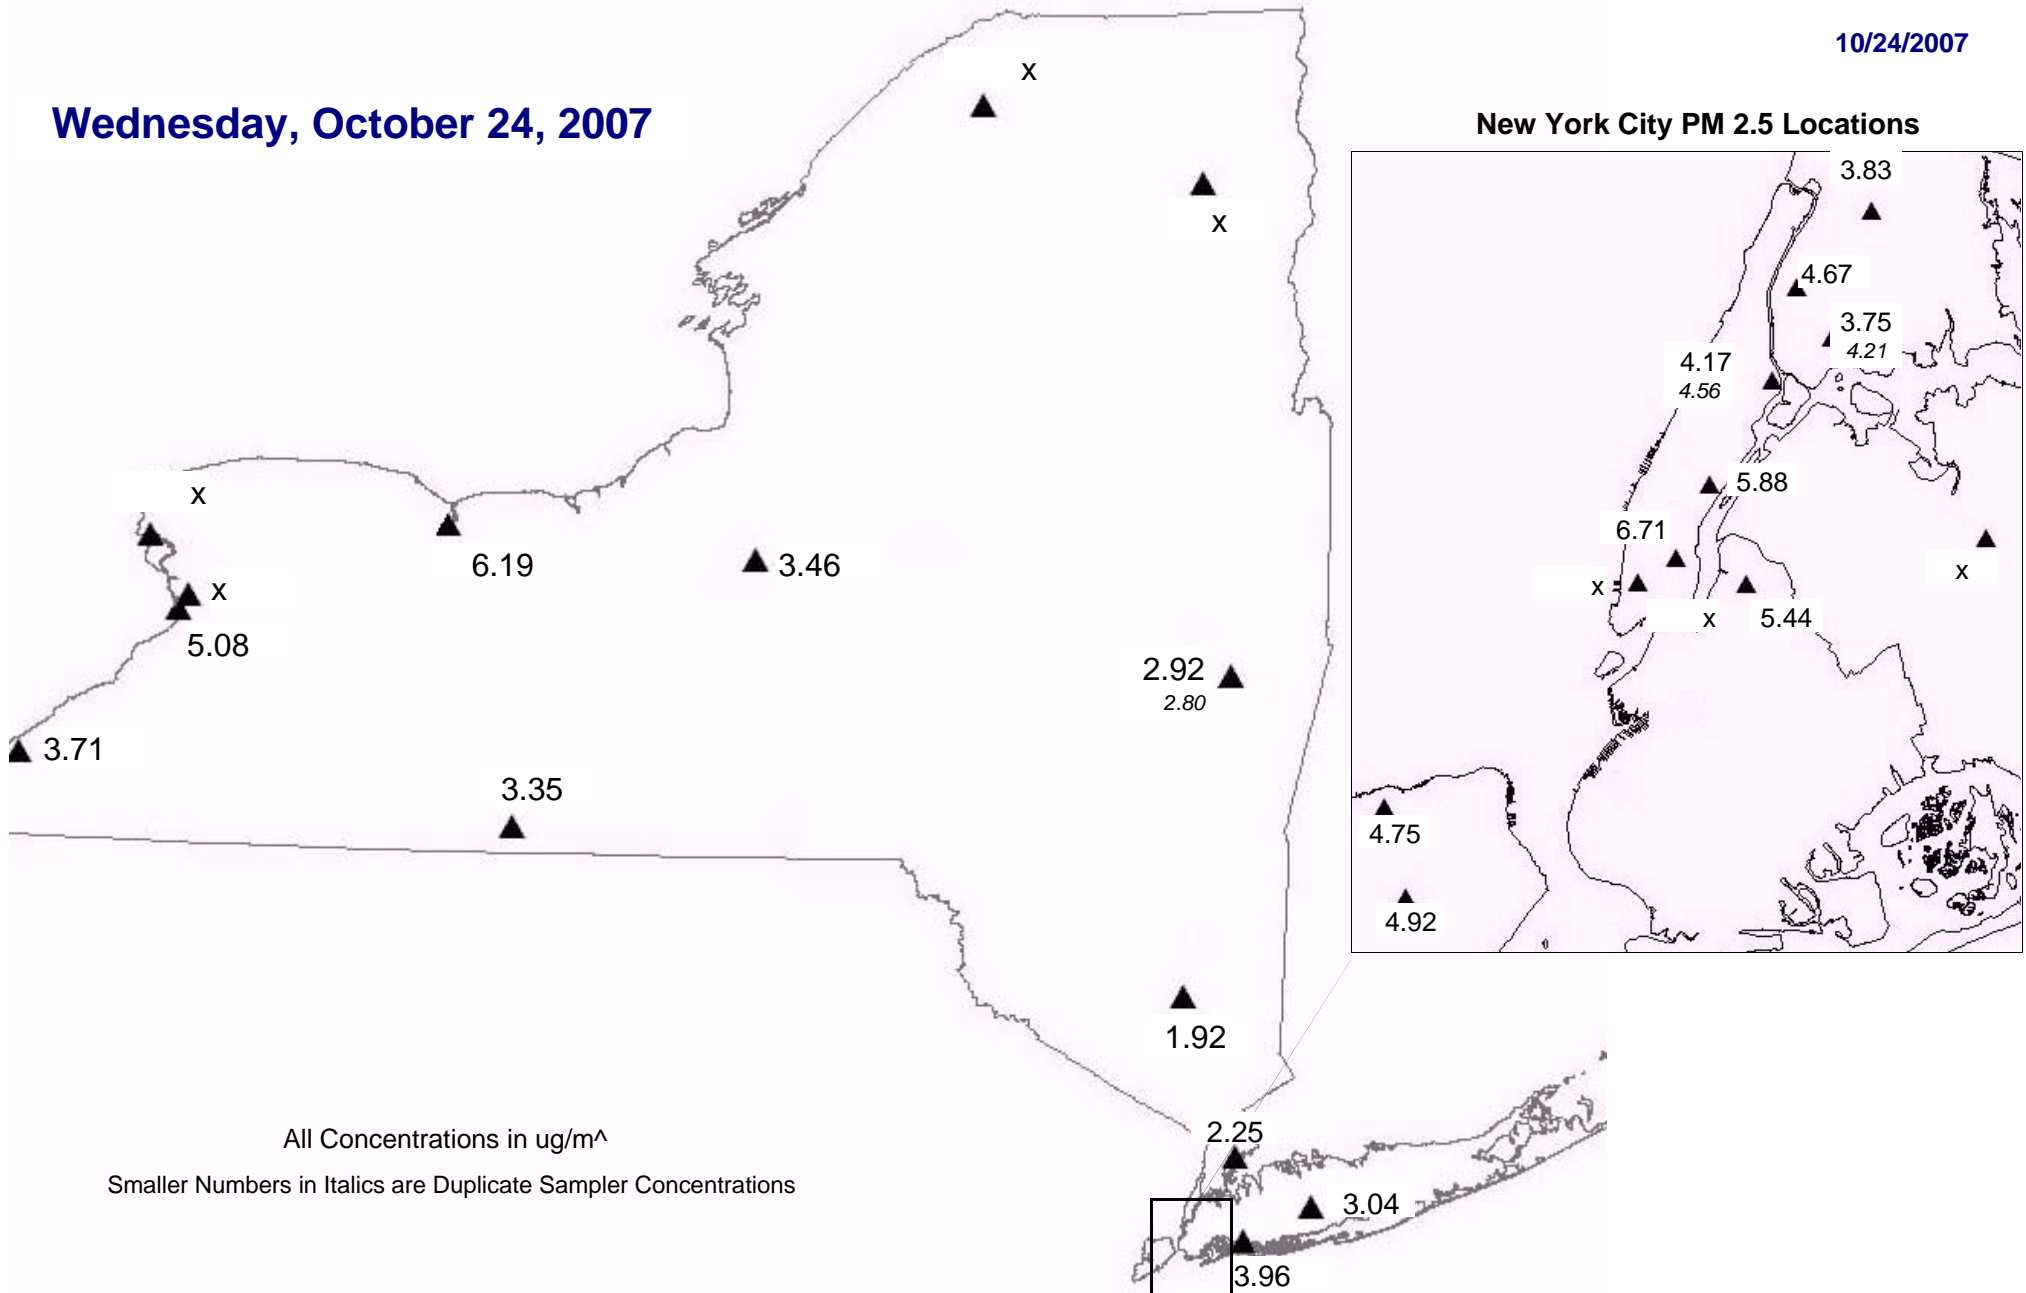 10/24/2007
Wednesday, October 24, 2007
x
x
x
6.19
3.46
x
5.08
2.92
2.80
3.71
3.35
1.92
2.25
3.04
3.96
All Concentrations in ug/m^
Smaller Numbers in Italics are Duplicate Sampler Concentrations
New York City PM 2.5 Locations
3.83
4.67
3.75
4.21
4.17
4.56
5.88
6.71
x
x
x
5.44
4.75
4.92